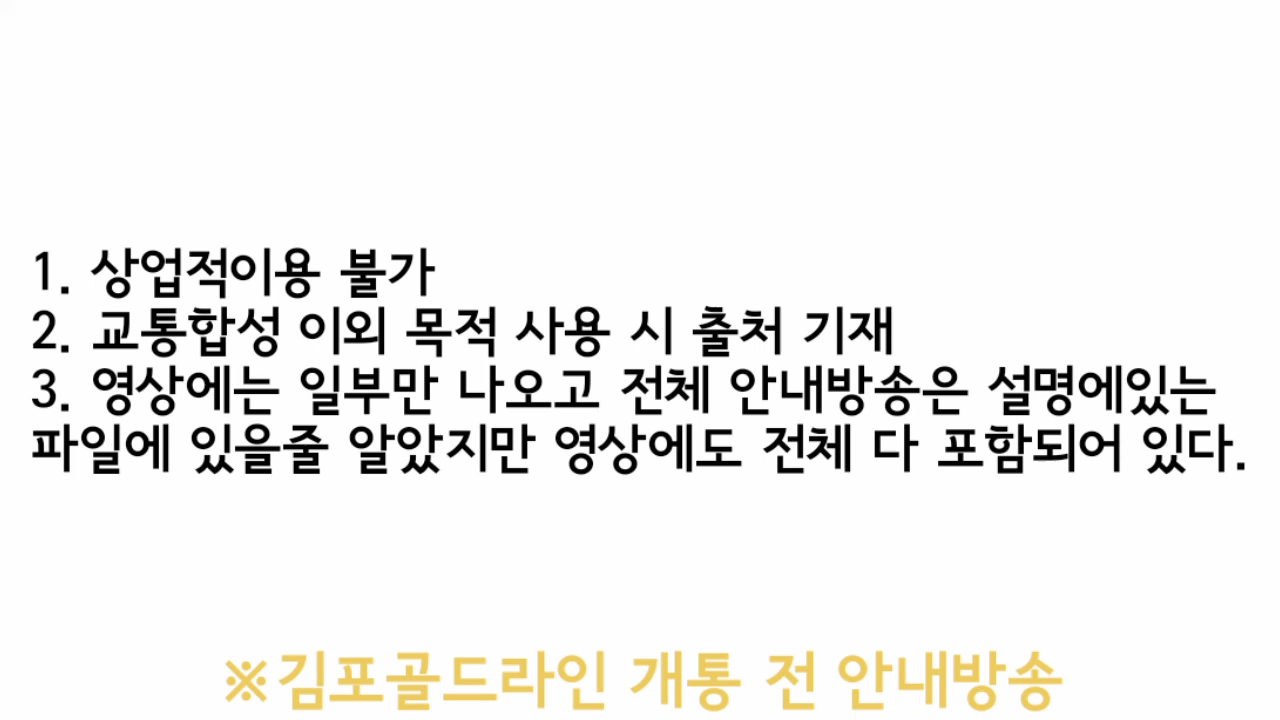 1. 상업적이용 불가
2. 교통합성 이외 목적 사용 시 출처 기재
3. 영상에는 일부만 나오고 전체 안내방송은 설명에있는
파일에 있을줄 알았지만 영상에도 전체 다 포함되어 있다.
※김포골드라인 개통 전 안내방송